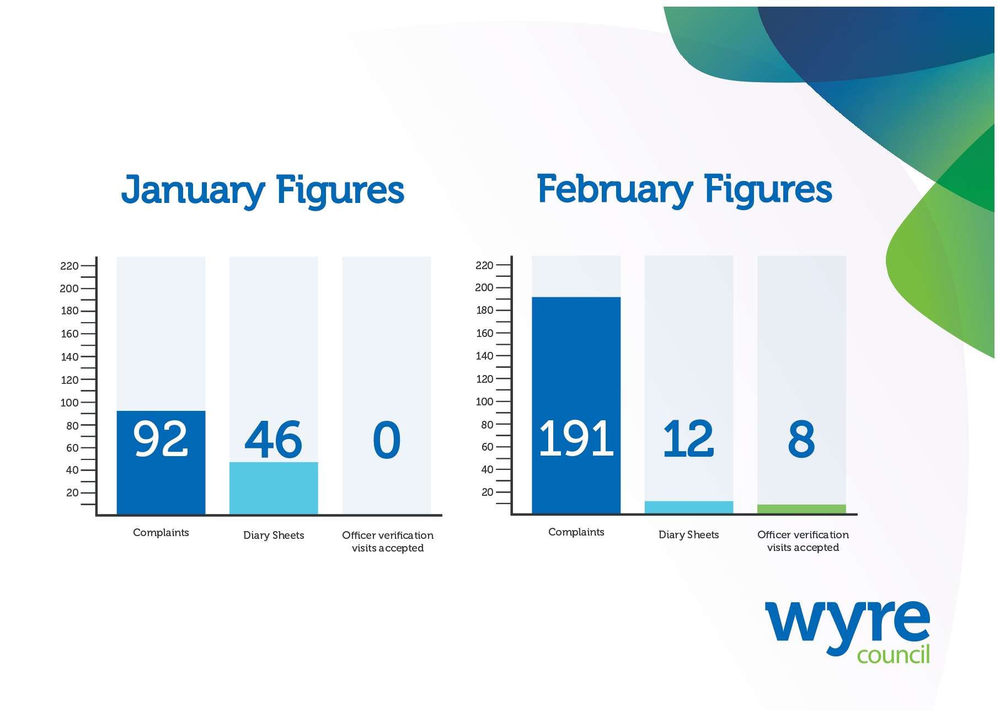 January Figures
220
200
180
160
140
120
100
80
60
40
20
92
46
0
Complaints
Diary Sheets
Officer verification
visits accepted
February Figures
220
200
180
160
140
120
100
80
60
40
20
191
12
8
Complaints
Diary Sheets
Officer verification
visits accepted
wyre
council